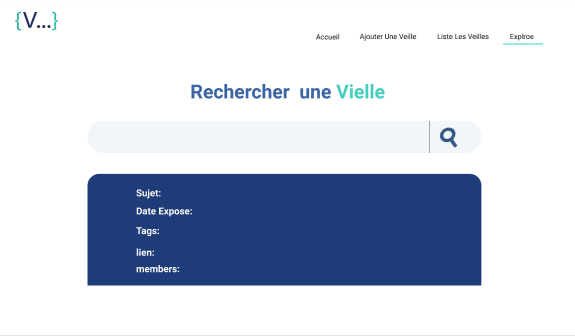 {V...}
Accueil Ajouter Une Veille Liste Les Veilles Exploe
Rechercher une Vielle
Sujet:
Date Expose:
Tags:
lien:
members: